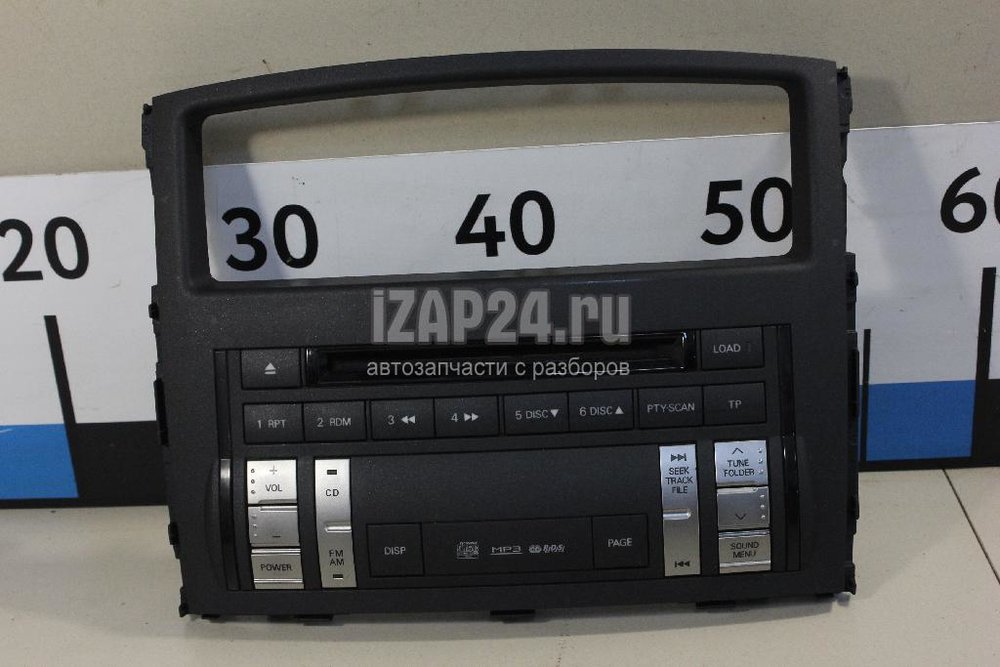 20 30 40 50 60
iZAP24.ru
автозапчасти с разборов
LOAD
1 RPT 2 RDM 3 4 5 DISC▼ 6 DISC▲ PTY·SCAN TP
+
VOL
−
POWER
CD
FM
AM
DISP
MP3
PAGE
SEEK
TRACK
FILE
TUNE
FOLDER
SOUND
MENU